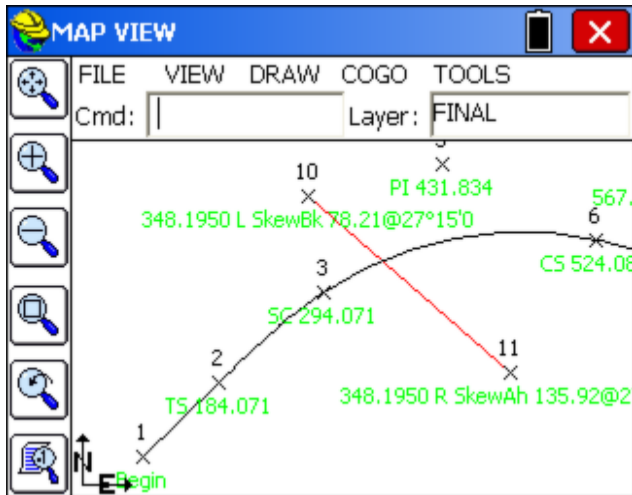 MAP VIEW
FILE VIEW DRAW COGO TOOLS
Cmd: Layer: FINAL
10
PI 431.834
567.
348.1950 L SkewBk 78.21@27°15'0
6
CS 524.08
3
SC 294.071
11
2
348.1950 R SkewAh 135.92@2
TS 184.071
1
N
Begin
E